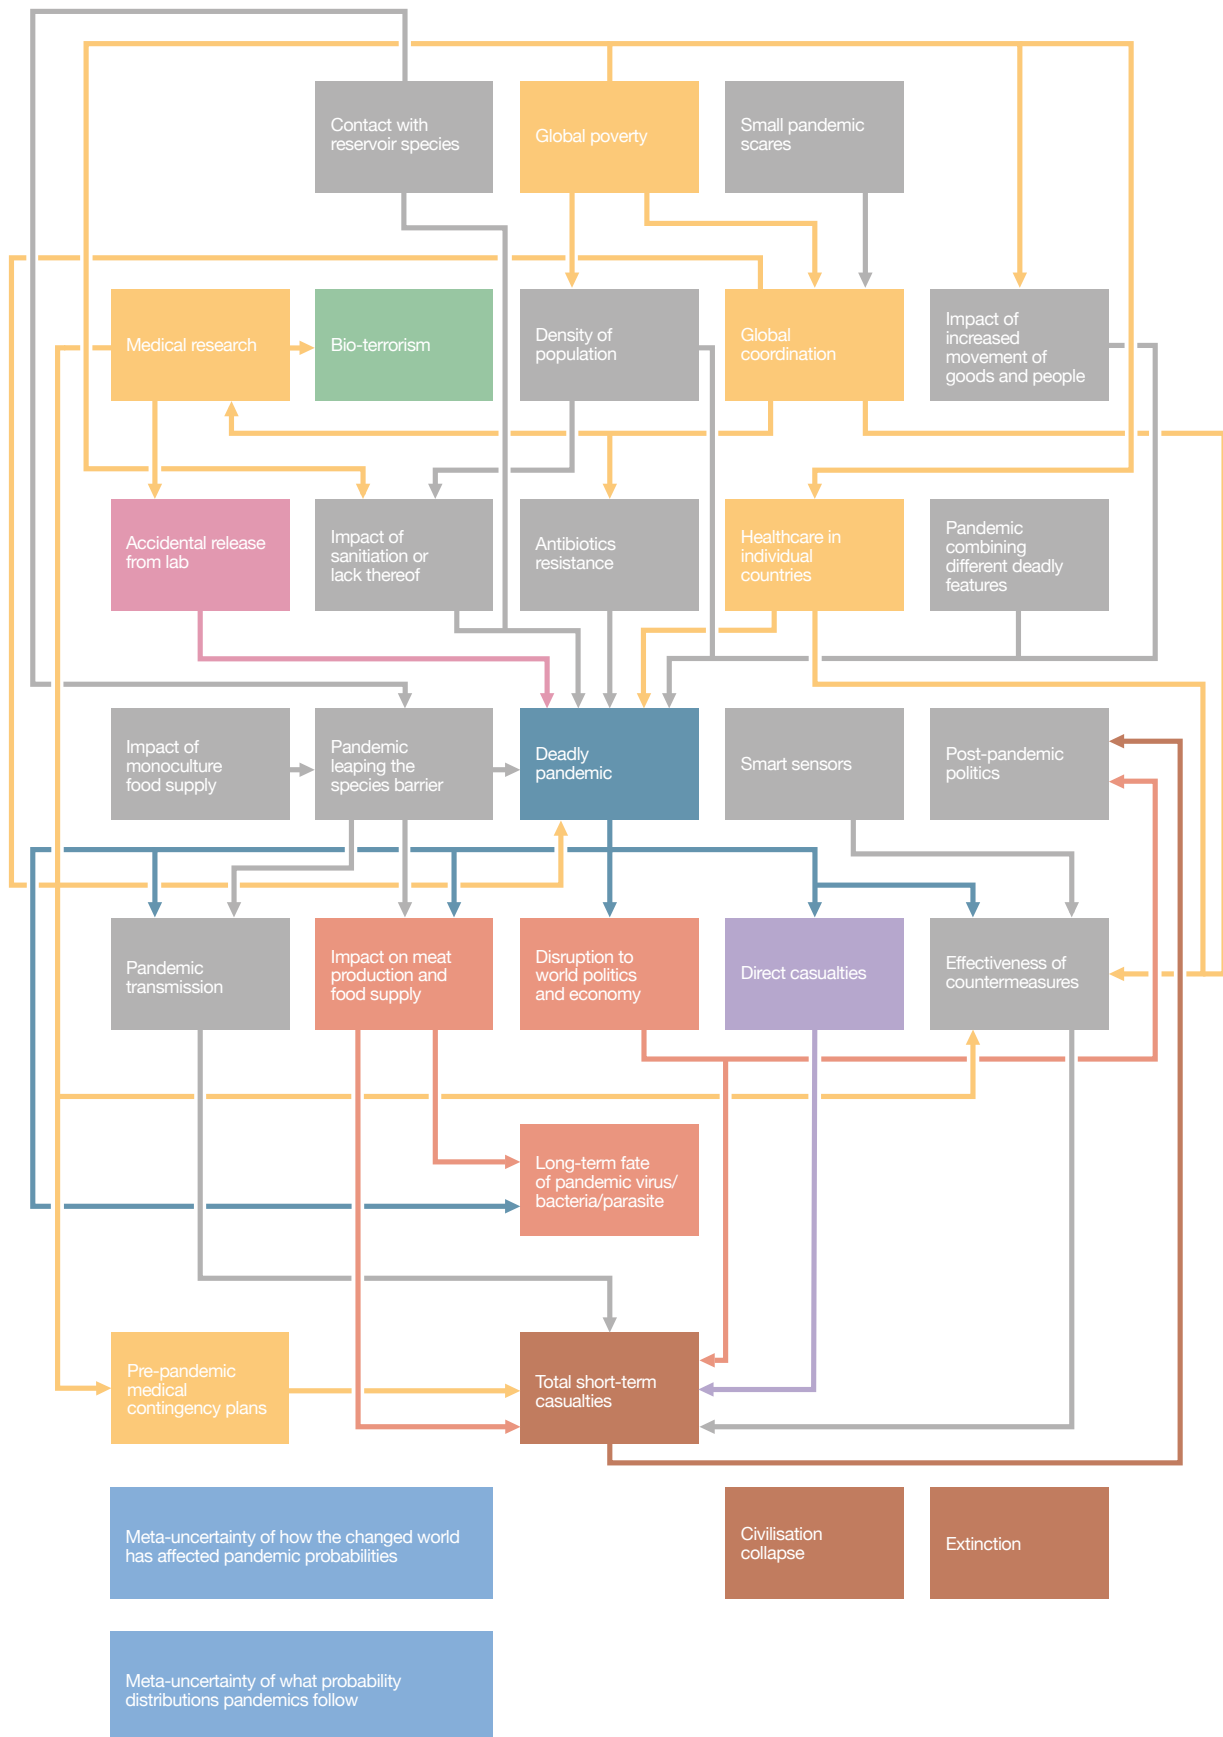 Contact with
reservoir species
Global poverty
Small pandemic
scares
Medical research
Bio-terrorism
Density of
population
Global
coordination
Impact of
increased
movement of
goods and people
Accidental release
from lab
Impact of
sanitiation or
lack thereof
Antibiotics
resistance
Healthcare in
individual
countries
Pandemic
combining
different deadly
features
Impact of
monoculture
food supply
Pandemic
leaping the
species barrier
Deadly
pandemic
Smart sensors
Post-pandemic
politics
Pandemic
transmission
Impact on meat
production and
food supply
Disruption to
world politics
and economy
Direct casualties
Effectiveness of
countermeasures
Long-term fate
of pandemic virus/
bacteria/parasite
Pre-pandemic
medical
contingency plans
Total short-term
casualties
Meta-uncertainty of how the changed world
has affected pandemic probabilities
Civilisation
collapse
Extinction
Meta-uncertainty of what probability
distributions pandemics follow